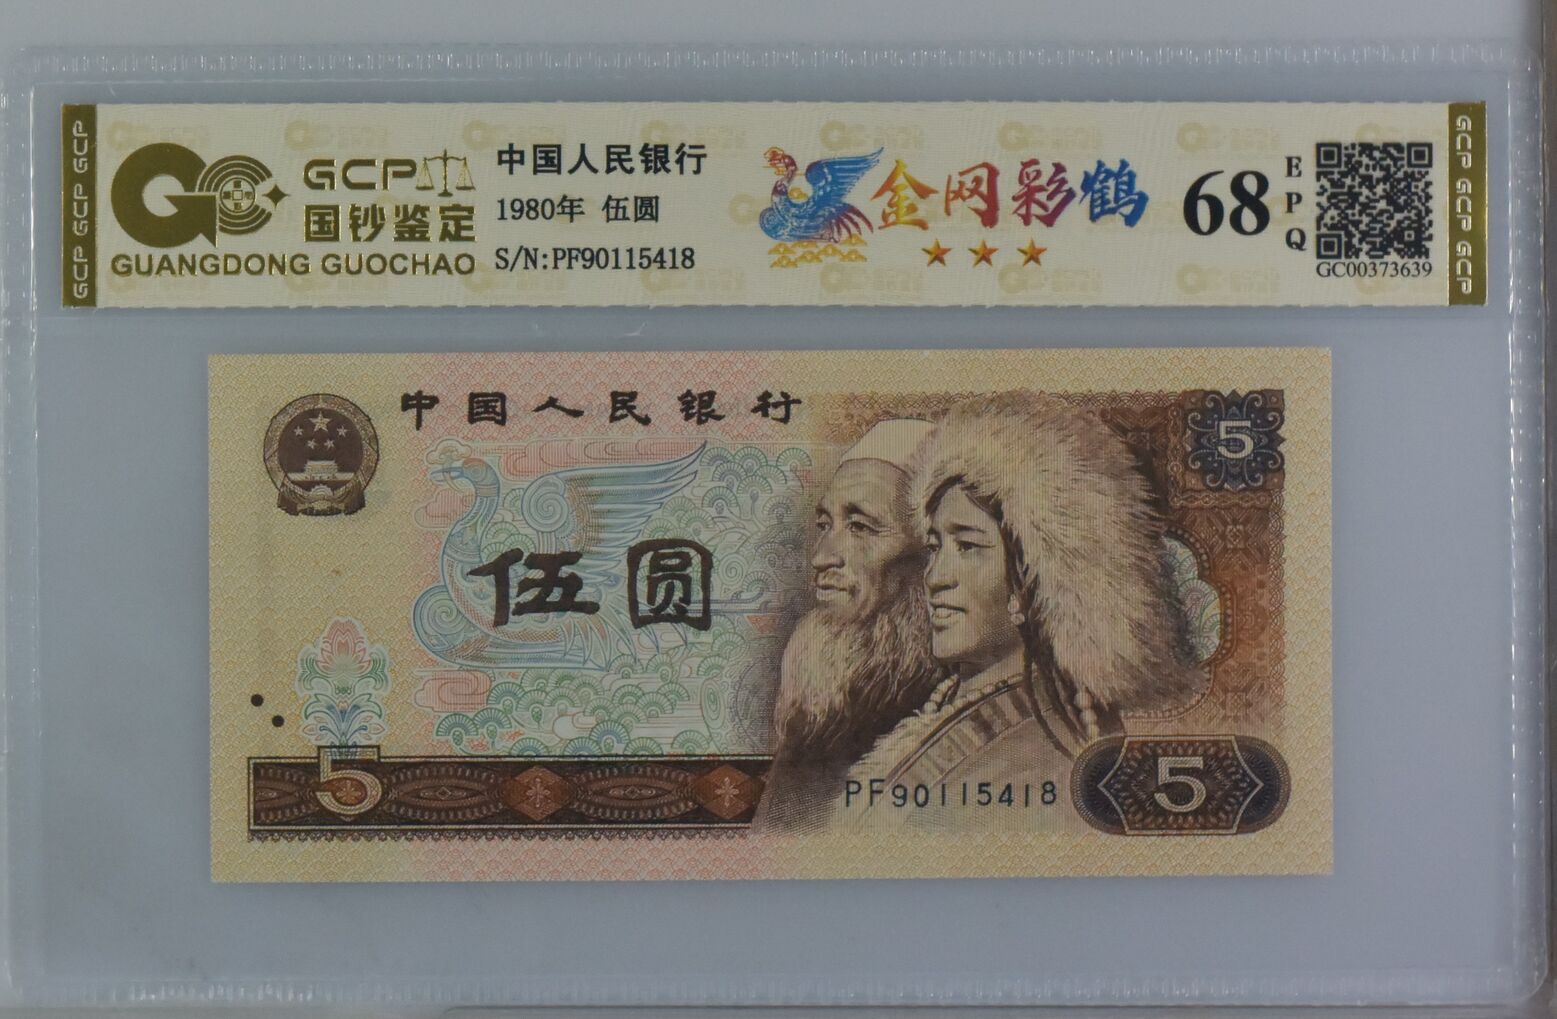 GCP GCP GCP
GCP
国钞鉴定
GUANGDONG GUOCHAO
中国人民银行
1980年 伍圆
S/N:PF90115418
金网彩鹤
68
EPQ
GC00373639
GCP GCP GCP
中国人民银行
5
伍圆
5
PF90115418
5